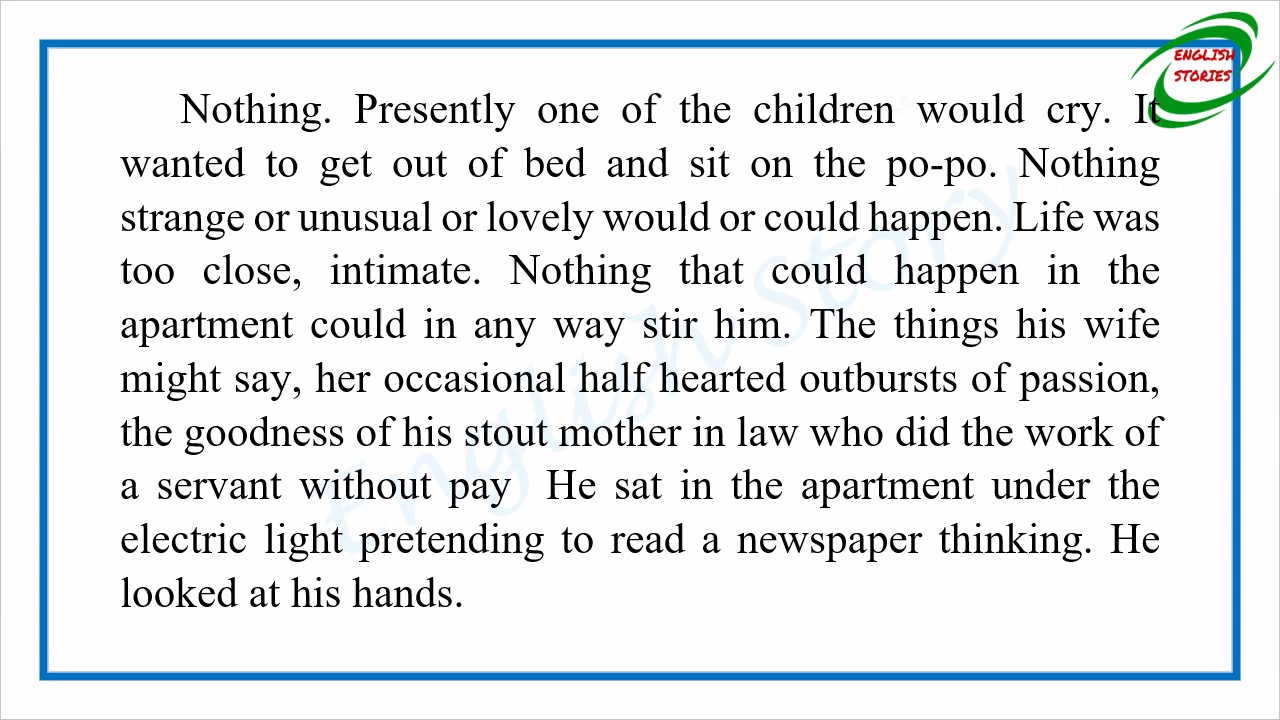 ENGLISH
STORIES
Nothing. Presently one of the children would cry. It
wanted to get out of bed and sit on the po-po. Nothing
strange or unusual or lovely would or could happen. Life was
too close, intimate. Nothing that could happen in the
apartment could in any way stir him. The things his wife
might say, her occasional half hearted outbursts of passion,
the goodness of his stout mother in law who did the work of
a servant without pay  He sat in the apartment under the
electric light pretending to read a newspaper thinking. He
looked at his hands.
English Story